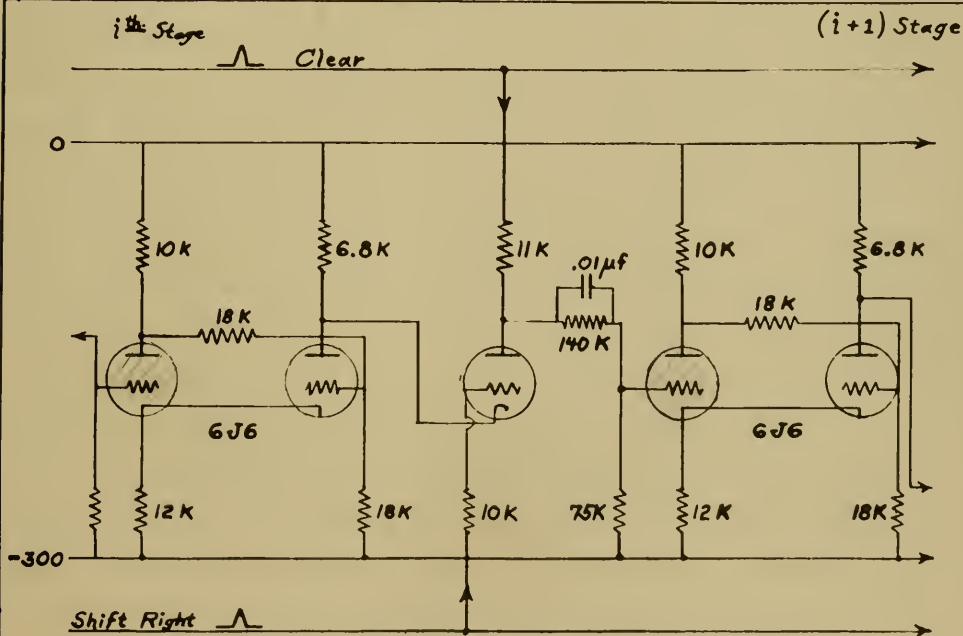 i th. Stage
(i+1) Stage
Clear
0
10K
6.8K
11K
.01μf
10K
6.8K
18K
140K
18K
6J6
6J6
12K
18K
10K
75K
12K
18K
-300
Shift Right